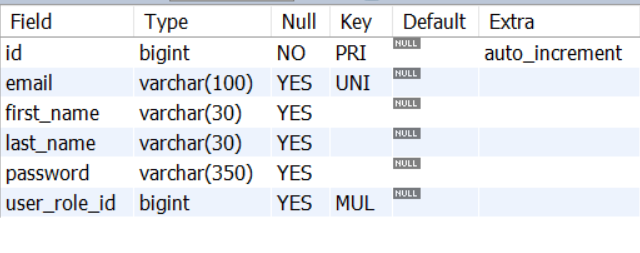 Field Type Null Key Default Extra
id bigint NO PRI NULL auto_increment
email varchar(100) YES UNI NULL
first_name varchar(30) YES NULL
last_name varchar(30) YES NULL
password varchar(350) YES NULL
user_role_id bigint YES MUL NULL